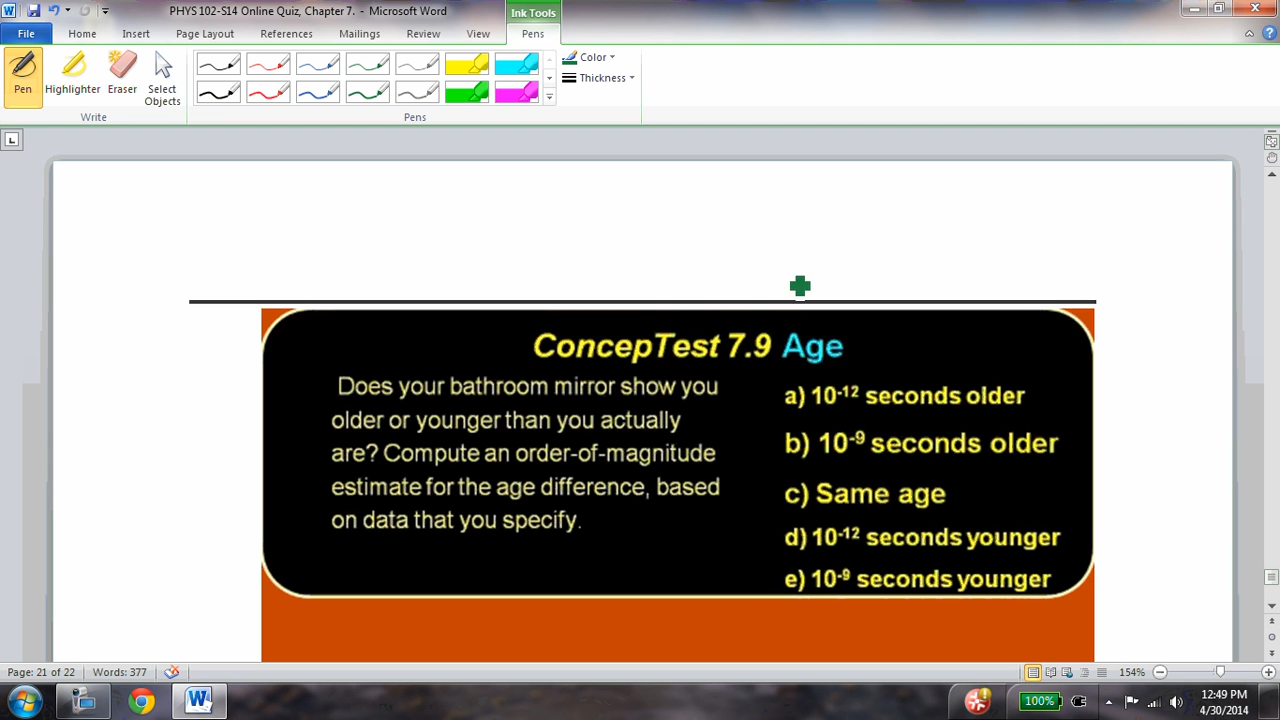 PHYS 102-S14 Online Quiz, Chapter 7. - Microsoft Word
Ink Tools
File Home Insert Page Layout References Mailings Review View Pens
Pen
Highlighter
Eraser
Select
Objects
Color
Thickness
Write
Pens
ConcepTest 7.9 Age
Does your bathroom mirror show you
older or younger than you actually
are? Compute an order-of-magnitude
estimate for the age difference, based
on data that you specify.
a) 10⁻¹² seconds older
b) 10⁻⁹ seconds older
c) Same age
d) 10⁻¹² seconds younger
e) 10⁻⁹ seconds younger
Page: 21 of 22 Words: 377 154%
100% 12:49 PM
4/30/2014